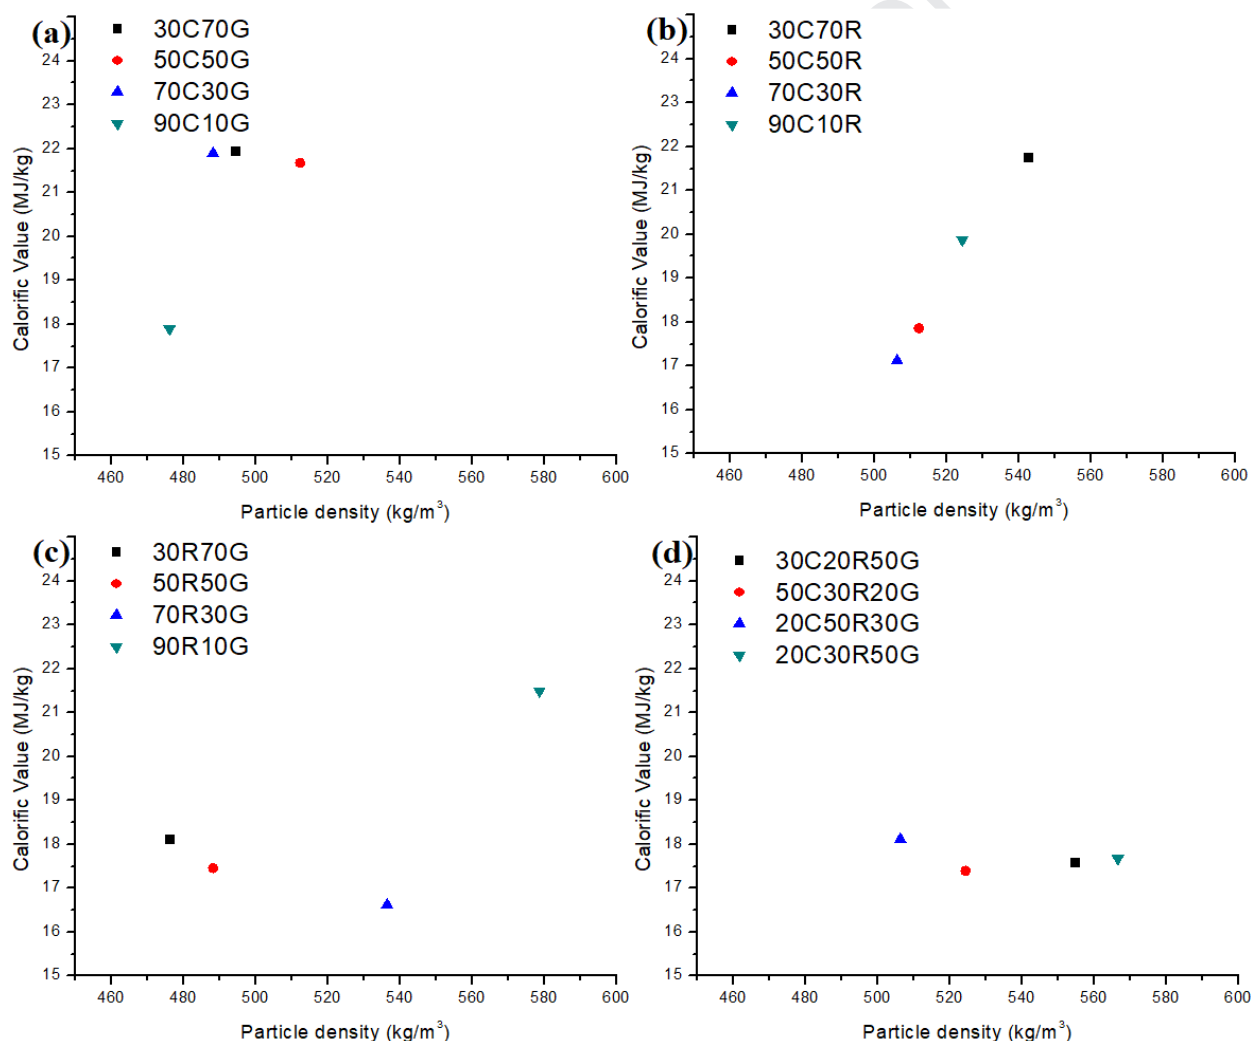 (a)
30C70G
50C50G
70C30G
90C10G
24
23
22
21
20
19
18
17
16
15
Calorific Value (MJ/kg)
460 480 500 520 540 560 580 600
Particle density (kg/m³)
(b)
30C70R
50C50R
70C30R
90C10R
24
23
22
21
20
19
18
17
16
15
Calorific Value (MJ/kg)
460 480 500 520 540 560 580 600
Particle density (kg/m³)
(c)
30R70G
50R50G
70R30G
90R10G
24
23
22
21
20
19
18
17
16
15
Calorific Value (MJ/kg)
460 480 500 520 540 560 580 600
Particle density (kg/m³)
(d)
30C20R50G
50C30R20G
20C50R30G
20C30R50G
24
23
22
21
20
19
18
17
16
15
Calorific Value (MJ/kg)
460 480 500 520 540 560 580 600
Particle density (kg/m³)